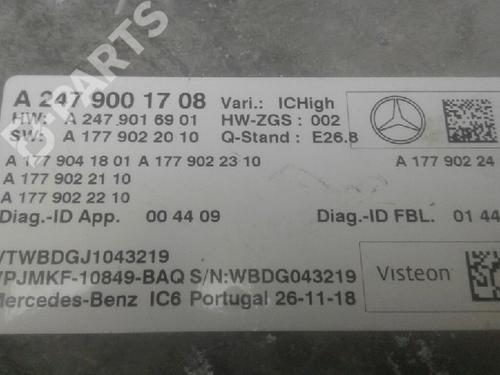 B PARTS
A 247 900 17 08 Vari.: ICHigh
HW: A 247 901 69 01 HW-ZGS : 002
SW: A 177 902 20 10 Q-Stand : E26.8
A 177 904 18 01 A 177 902 23 10 A 177 902 24
A 177 902 21 10
A 177 902 22 10
Diag.-ID App. 00 44 09 Diag.-ID FBL. 01 44
VTWBDGJ1043219
VPJMKF-10849-BAQ S/N:WBDG043219 Visteon
Mercedes-Benz IC6 Portugal 26-11-18